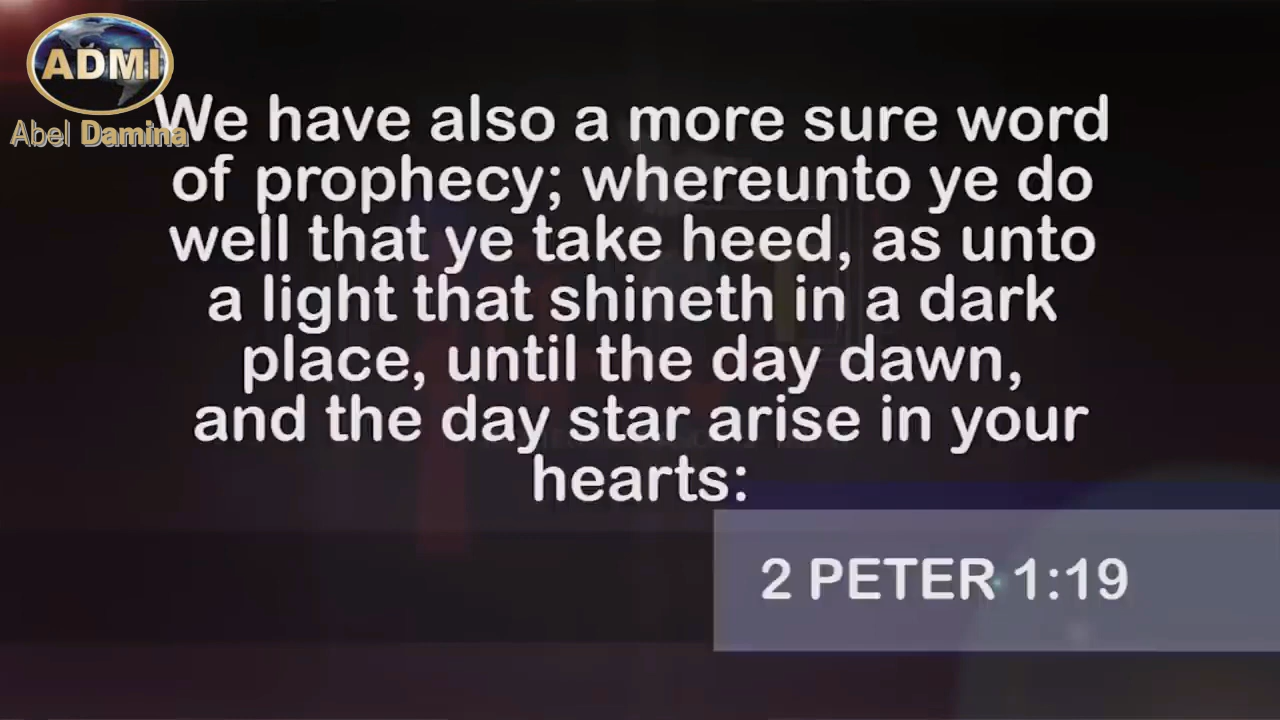 ADMI
Abel Damina
We have also a more sure word
of prophecy; whereunto ye do
well that ye take heed, as unto
a light that shineth in a dark
place, until the day dawn,
and the day star arise in your
hearts:
2 PETER 1:19